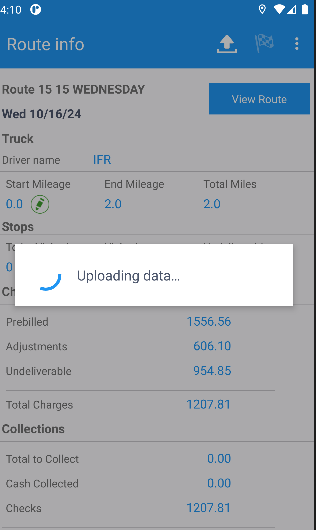 4:10
Route info
Route 15 15 WEDNESDAY
View Route
Wed 10/16/24
Truck
Driver name IFR
Start Mileage End Mileage Total Miles
0.0 2.0 2.0
Stops
0
Uploading data...
Prebilled 1556.56
Adjustments 606.10
Undeliverable 954.85
Total Charges 1207.81
Collections
Total to Collect 0.00
Cash Collected 0.00
Checks 1207.81